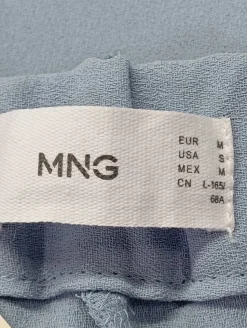 MNG
EUR M
USA S
MEX M
CN L-165/
68A